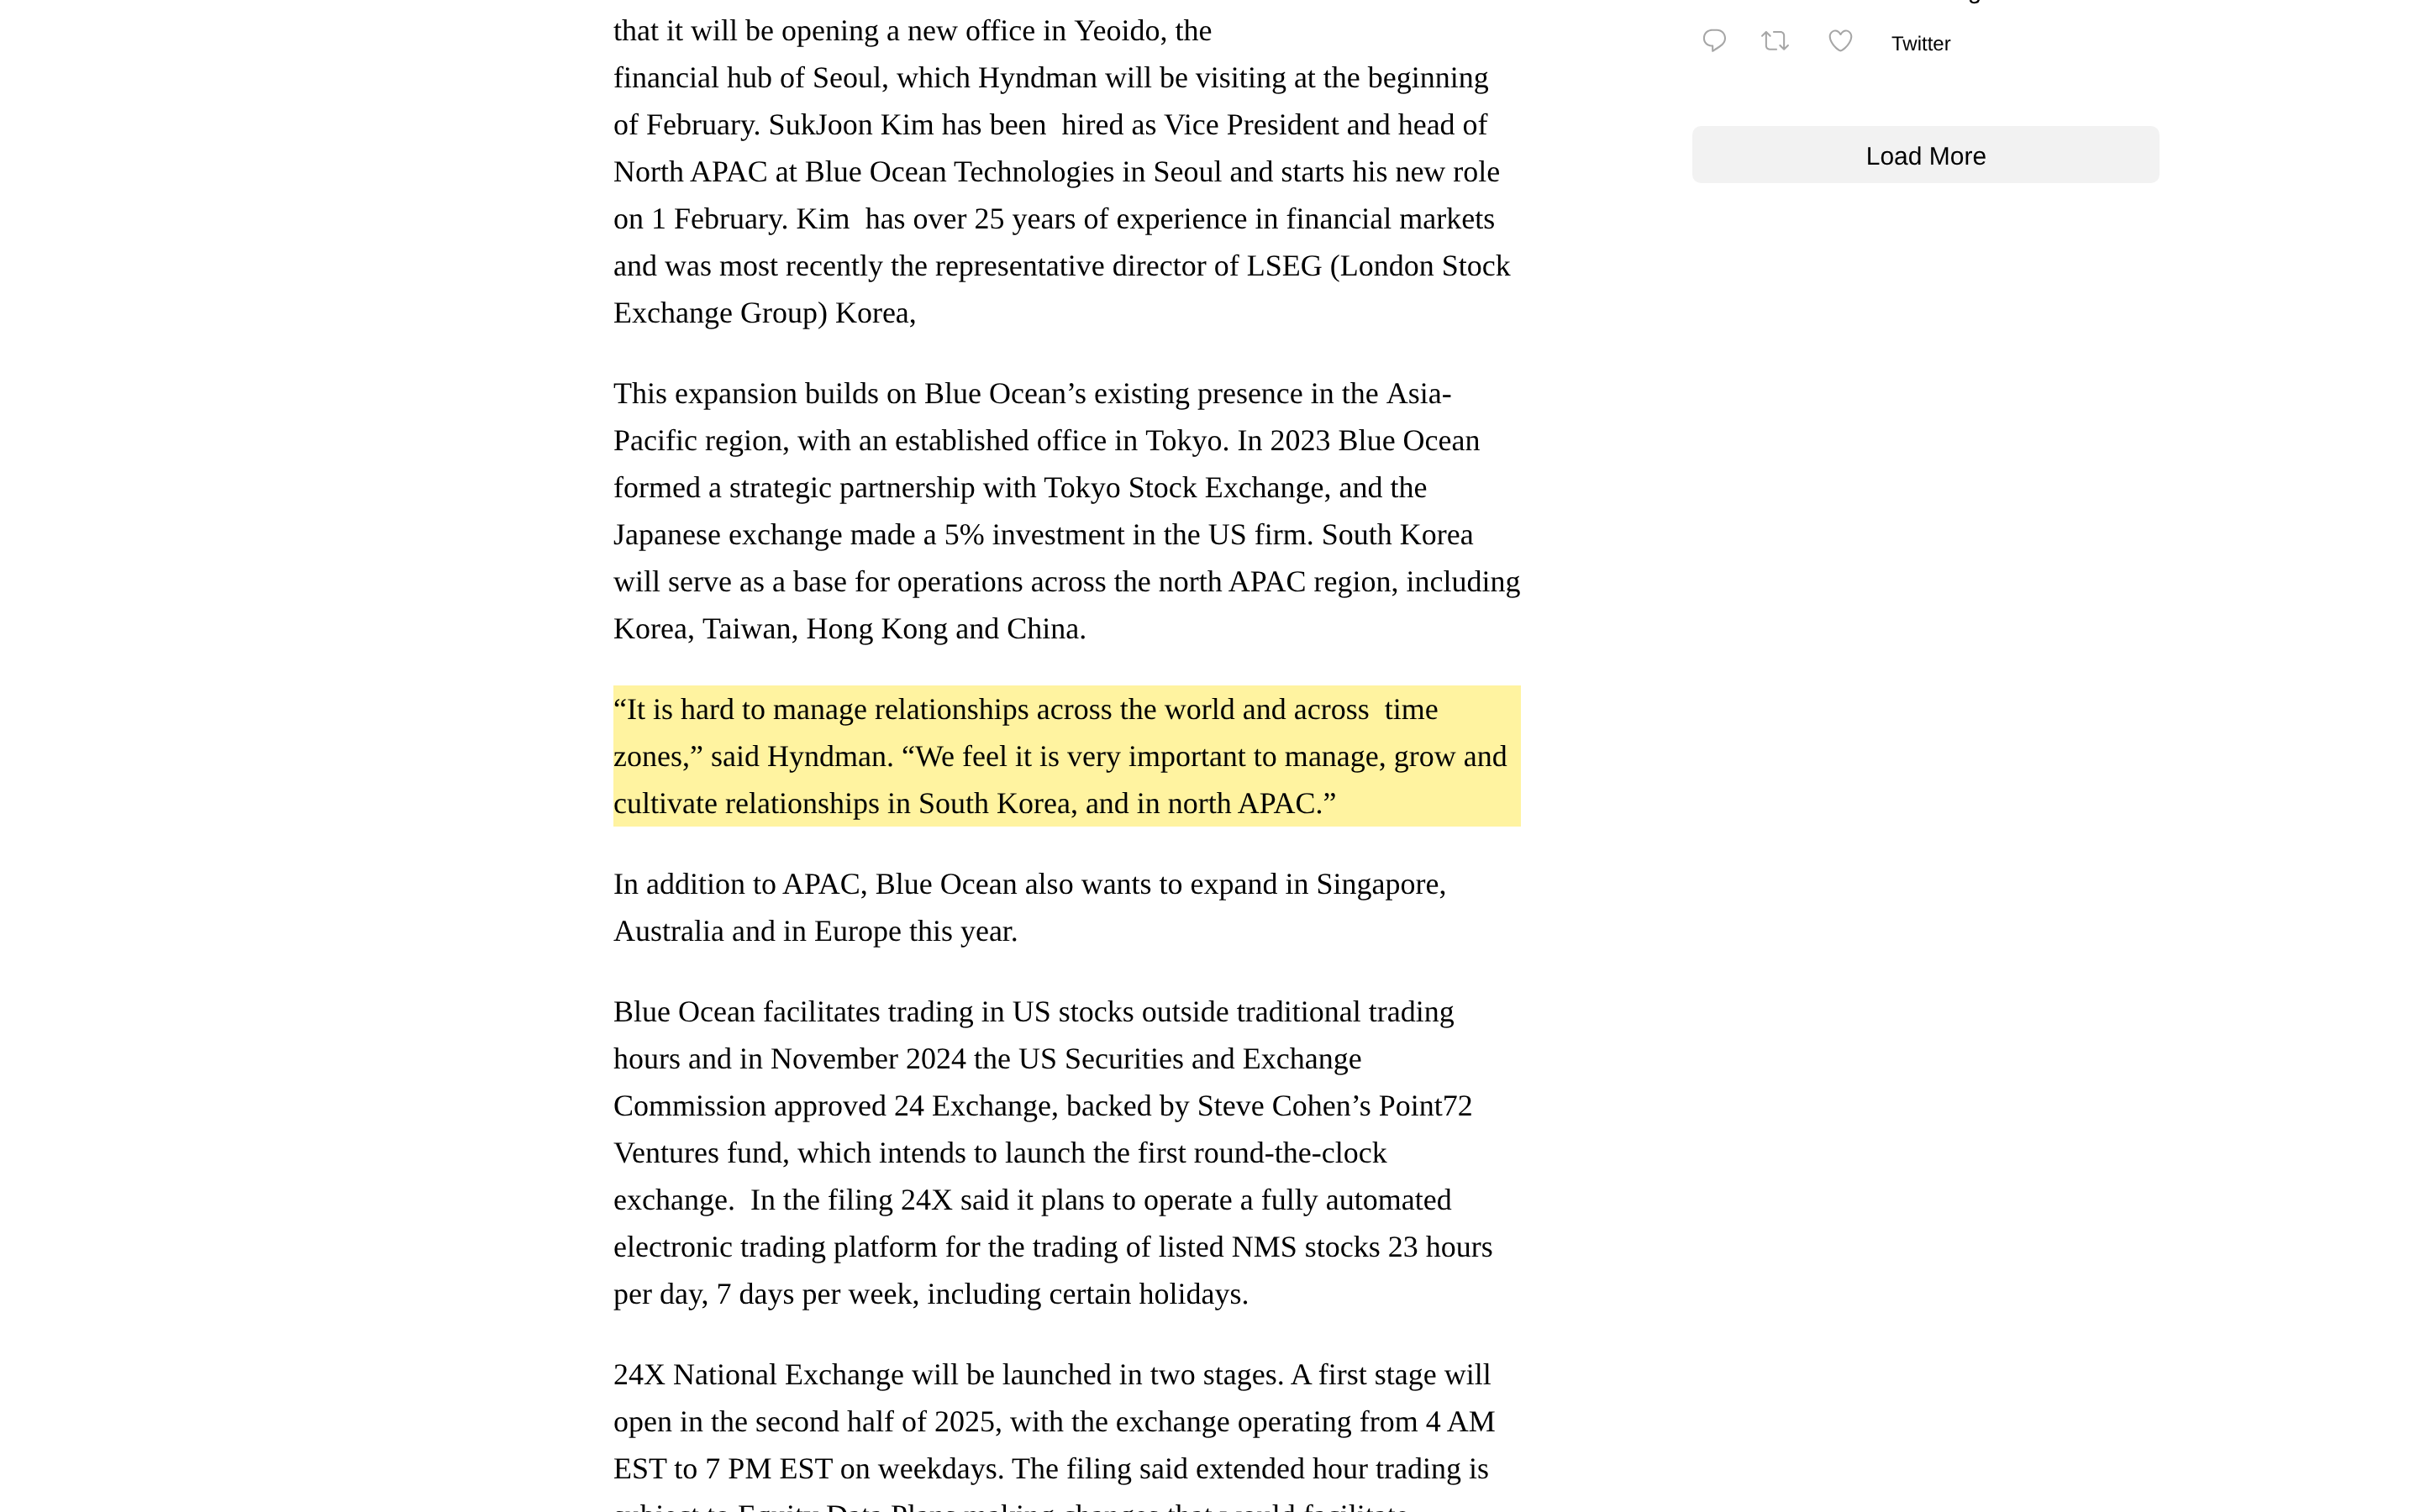 that it will be opening a new office in Yeoido, the
financial hub of Seoul, which Hyndman will be visiting at the beginning
of February. SukJoon Kim has been  hired as Vice President and head of
North APAC at Blue Ocean Technologies in Seoul and starts his new role
on 1 February. Kim  has over 25 years of experience in financial markets
and was most recently the representative director of LSEG (London Stock
Exchange Group) Korea,
This expansion builds on Blue Ocean’s existing presence in the Asia-
Pacific region, with an established office in Tokyo. In 2023 Blue Ocean
formed a strategic partnership with Tokyo Stock Exchange, and the
Japanese exchange made a 5% investment in the US firm. South Korea
will serve as a base for operations across the north APAC region, including
Korea, Taiwan, Hong Kong and China.
“It is hard to manage relationships across the world and across  time
zones,” said Hyndman. “We feel it is very important to manage, grow and
cultivate relationships in South Korea, and in north APAC.”
In addition to APAC, Blue Ocean also wants to expand in Singapore,
Australia and in Europe this year.
Blue Ocean facilitates trading in US stocks outside traditional trading
hours and in November 2024 the US Securities and Exchange
Commission approved 24 Exchange, backed by Steve Cohen’s Point72
Ventures fund, which intends to launch the first round-the-clock
exchange.  In the filing 24X said it plans to operate a fully automated
electronic trading platform for the trading of listed NMS stocks 23 hours
per day, 7 days per week, including certain holidays.
24X National Exchange will be launched in two stages. A first stage will
open in the second half of 2025, with the exchange operating from 4 AM
EST to 7 PM EST on weekdays. The filing said extended hour trading is
subject to Equity Data Plans making changes that would facilitate
Twitter
Load More